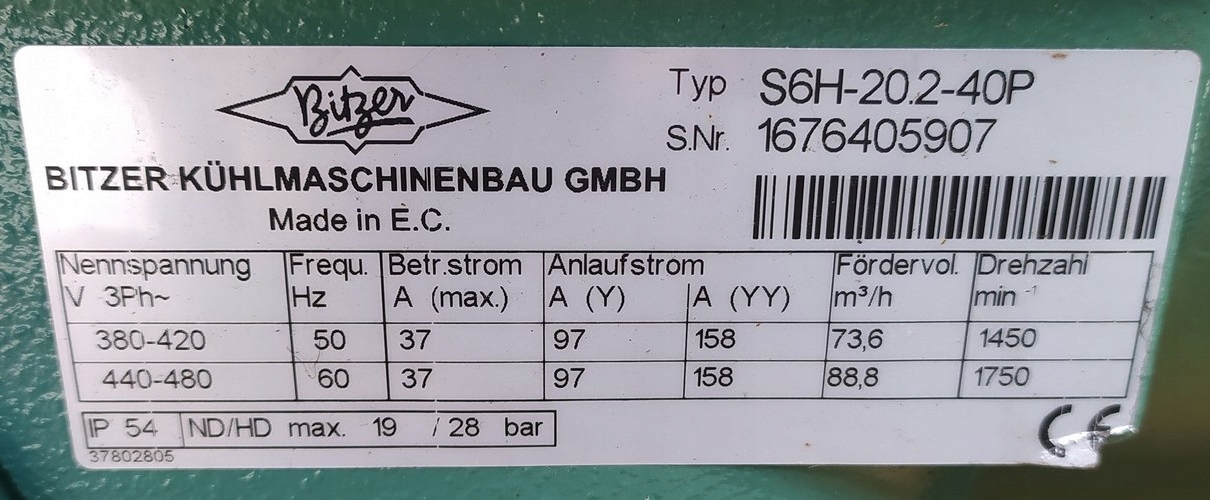 Bitzer
Typ S6H-20.2-40P
S.Nr. 1676405907
BITZER KÜHLMASCHINENBAU GMBH
Made in E.C.
Nennspannung Frequ. Betr.strom Anlaufstrom Fördervol. Drehzahl
V 3Ph~ Hz A (max.) A (Y) A (YY) m³/h min⁻¹
380-420 50 37 97 158 73,6 1450
440-480 60 37 97 158 88,8 1750
IP 54 ND/HD max. 19 / 28 bar
37802805
CE